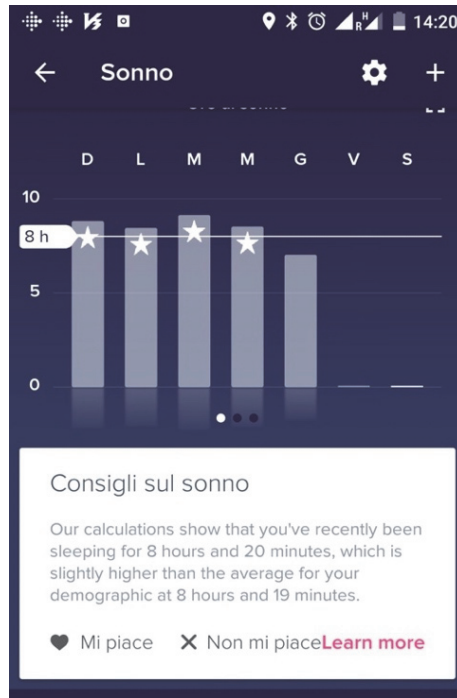 R H 14:20
Sonno
D L M M G V S
10
8 h
5
0
Consigli sul sonno
Our calculations show that you've recently been
sleeping for 8 hours and 20 minutes, which is
slightly higher than the average for your
demographic at 8 hours and 19 minutes.
Mi piace Non mi piaceLearn more